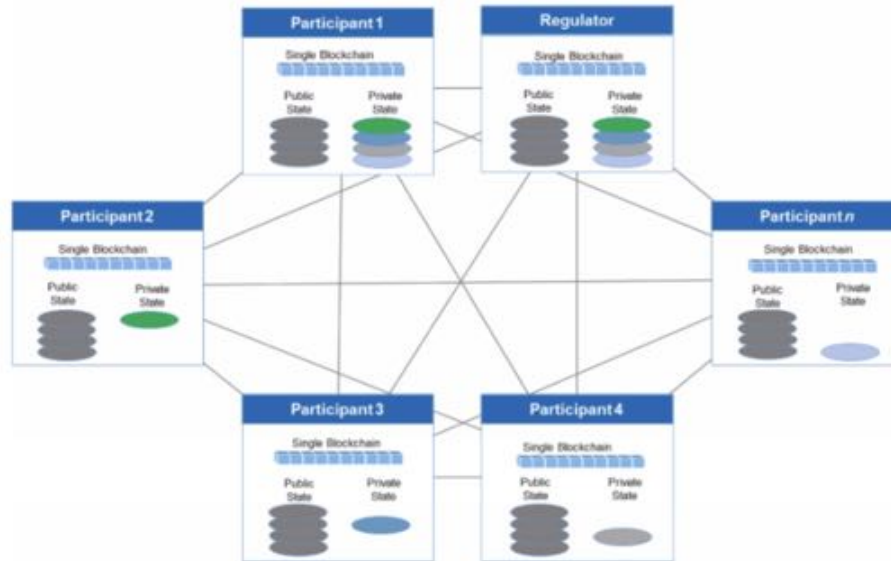 Participant 1
Single Blockchain
Public State
Private State
Regulator
Single Blockchain
Public State
Private State
Participant 2
Single Blockchain
Public State
Private State
Participant n
Single Blockchain
Public State
Private State
Participant 3
Single Blockchain
Public State
Private State
Participant 4
Single Blockchain
Public State
Private State